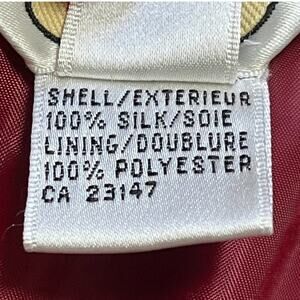 SHELL/EXTERIEUR
100% SILK/SOIE
LINING/DOUBLURE
100% POLYESTER
CA 23147